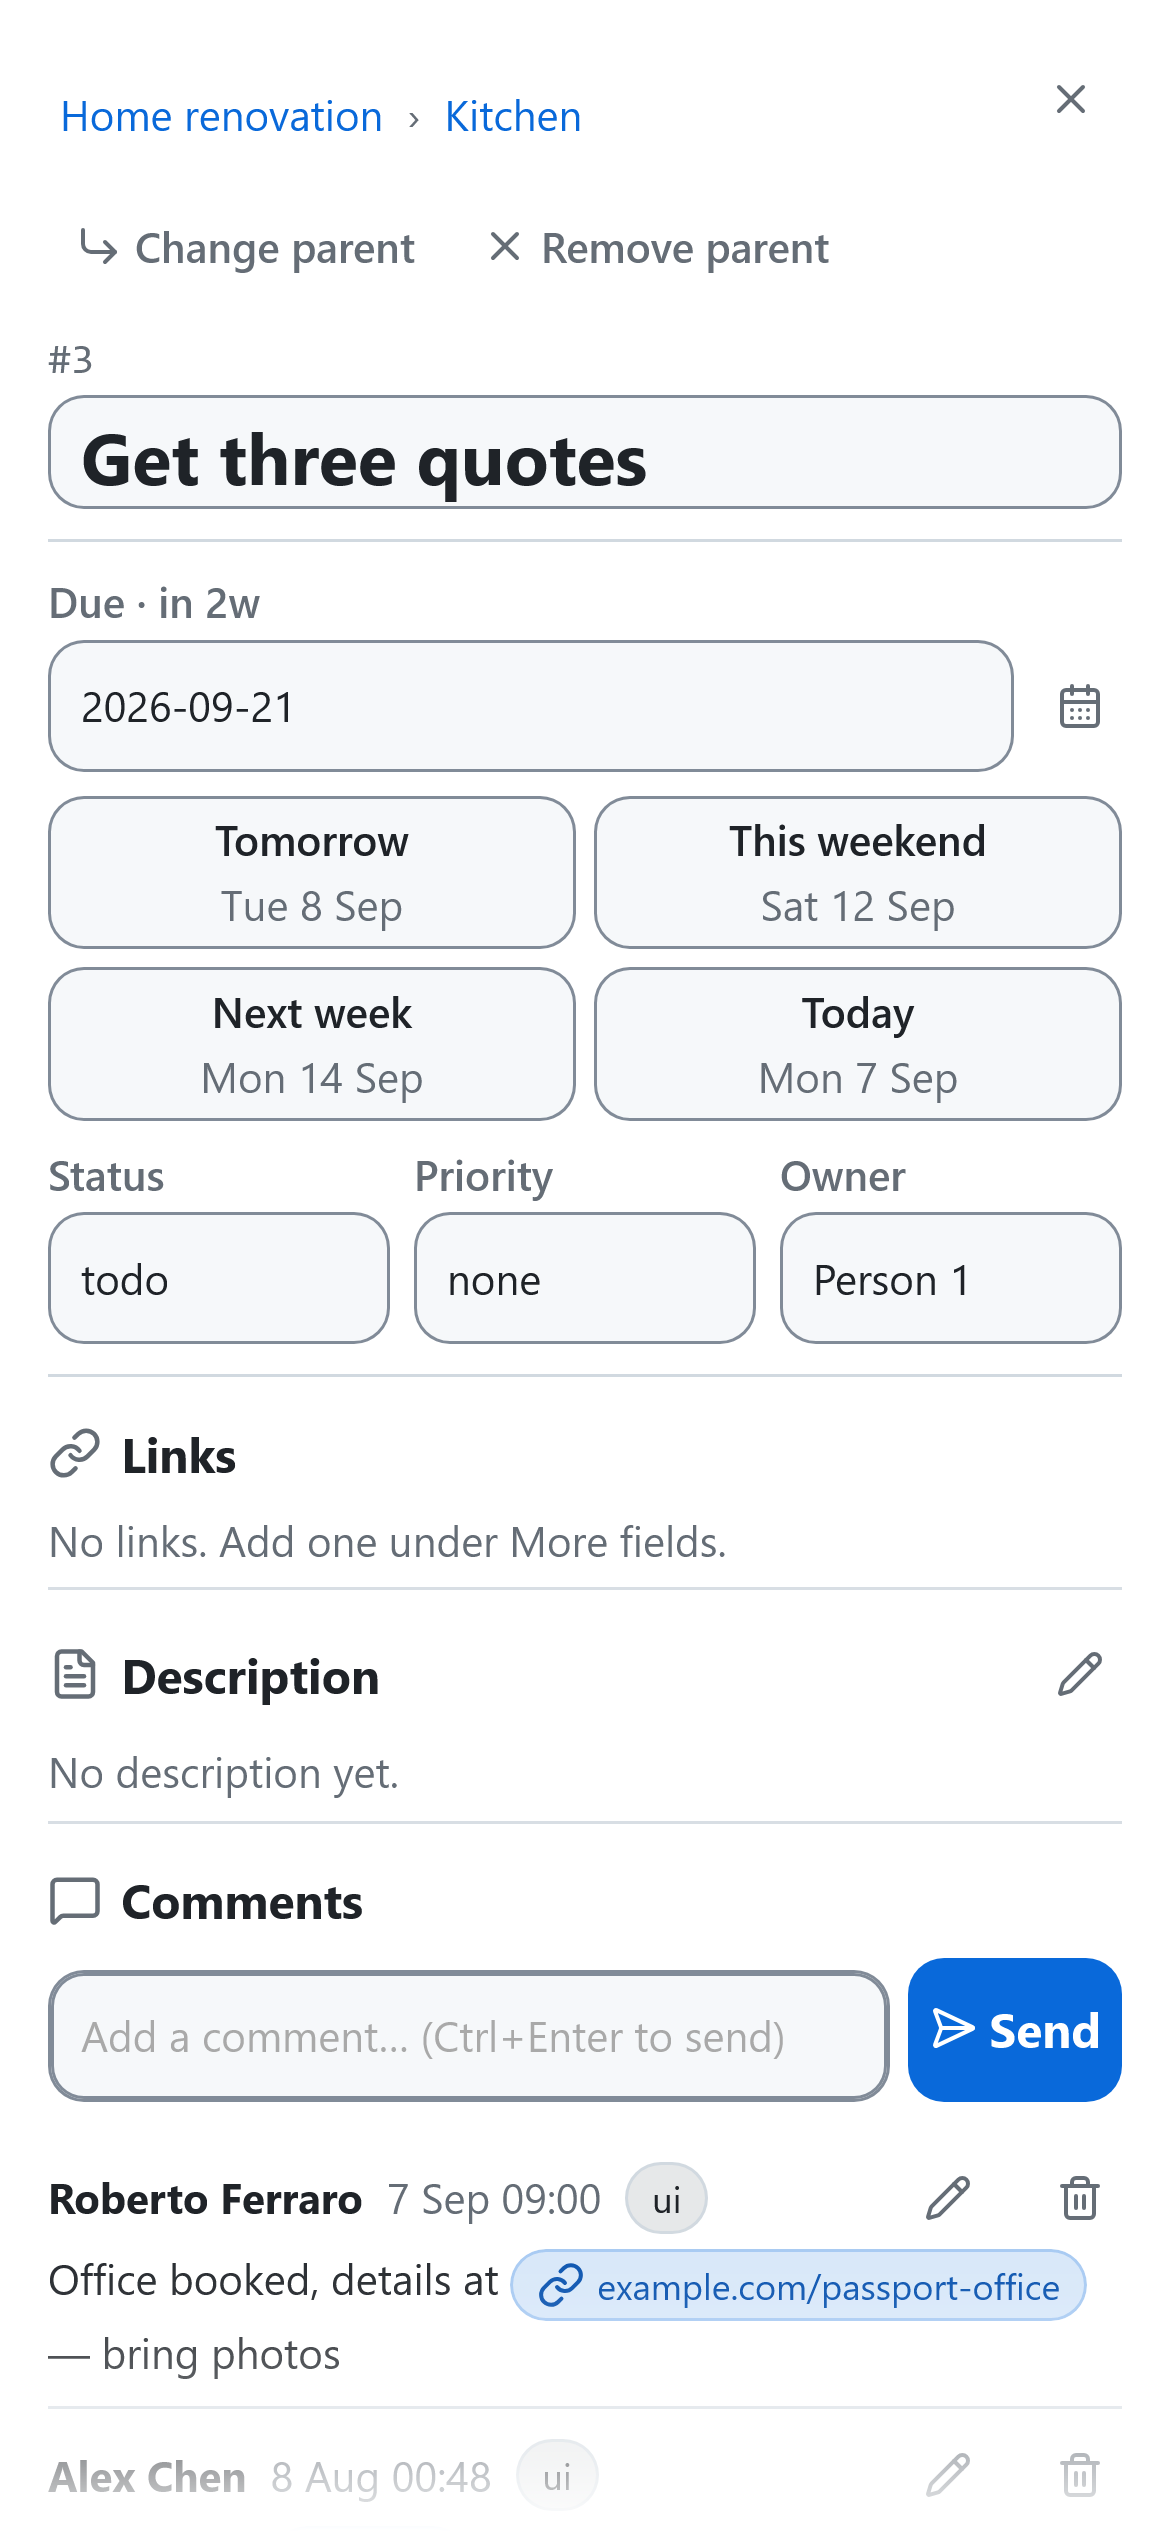 Home renovation › Kitchen
Change parent Remove parent
#3
Get three quotes
Due · in 2w
2026-09-21
Tomorrow This weekend
Tue 8 Sep Sat 12 Sep
Next week Today
Mon 14 Sep Mon 7 Sep
Status Priority Owner
todo none Person 1
Links
No links. Add one under More fields.
Description
No description yet.
Comments
Add a comment... (Ctrl+Enter to send) Send
Roberto Ferraro 7 Sep 09:00 ui
Office booked, details at example.com/passport-office
— bring photos
Alex Chen 8 Aug 00:48 ui